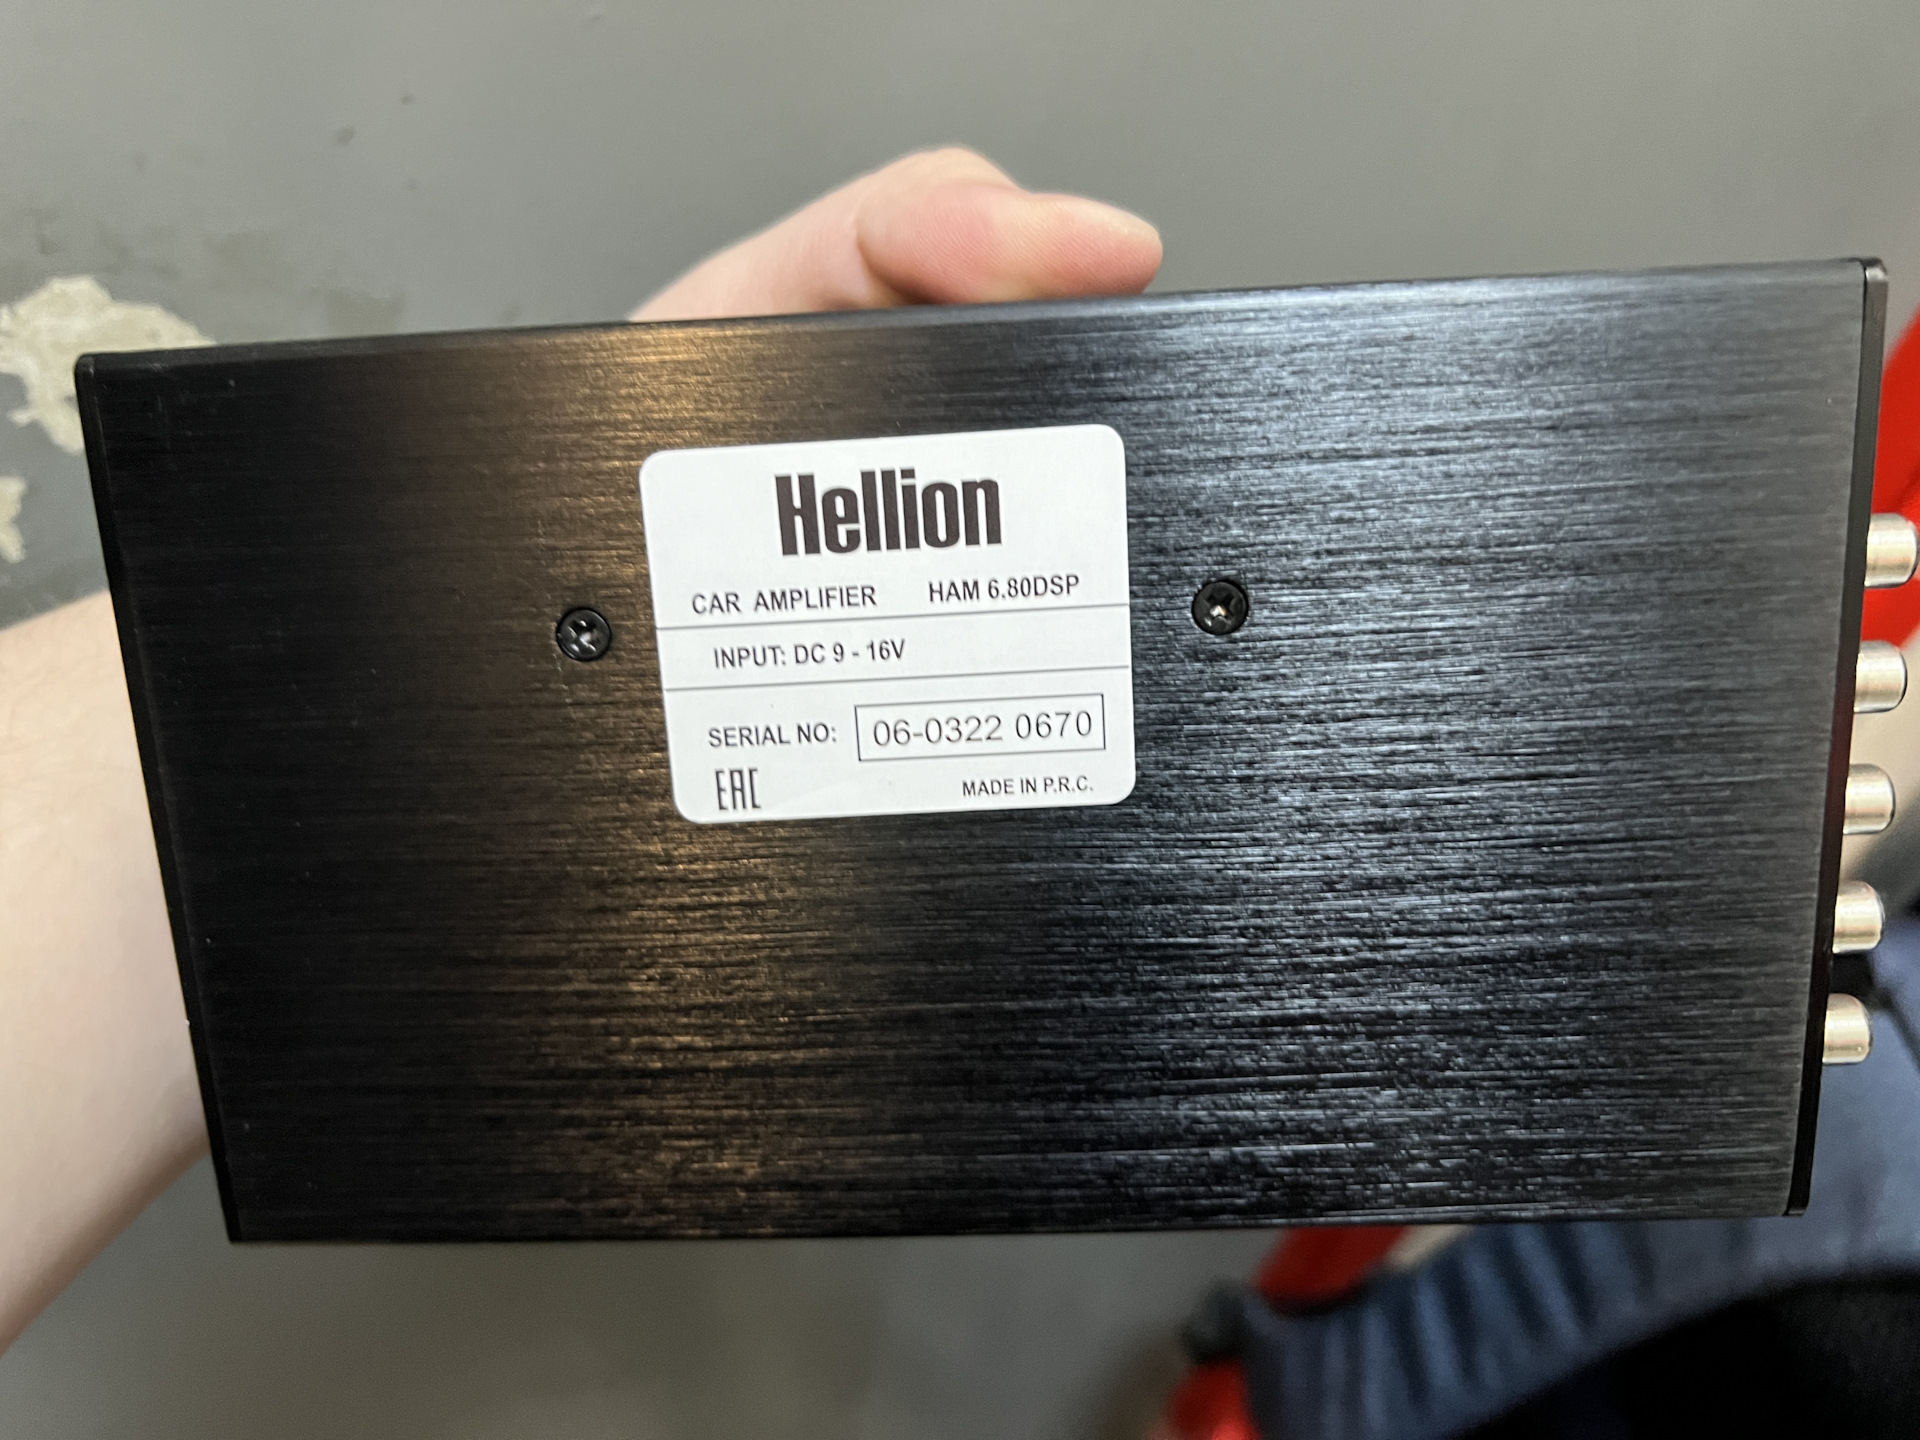 Hellion
CAR AMPLIFIER HAM 6.80DSP
INPUT: DC 9 - 16V
SERIAL NO: 06-0322 0670
EAC MADE IN P.R.C.